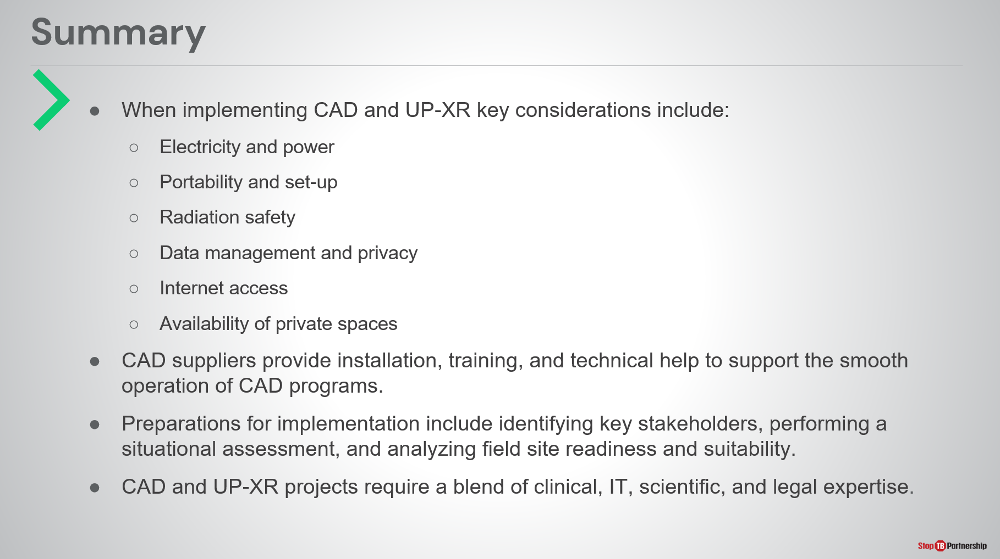 Summary
● When implementing CAD and UP-XR key considerations include:
○ Electricity and power
○ Portability and set-up
○ Radiation safety
○ Data management and privacy
○ Internet access
○ Availability of private spaces
● CAD suppliers provide installation, training, and technical help to support the smooth
operation of CAD programs.
● Preparations for implementation include identifying key stakeholders, performing a
situational assessment, and analyzing field site readiness and suitability.
● CAD and UP-XR projects require a blend of clinical, IT, scientific, and legal expertise.
Stop TB Partnership